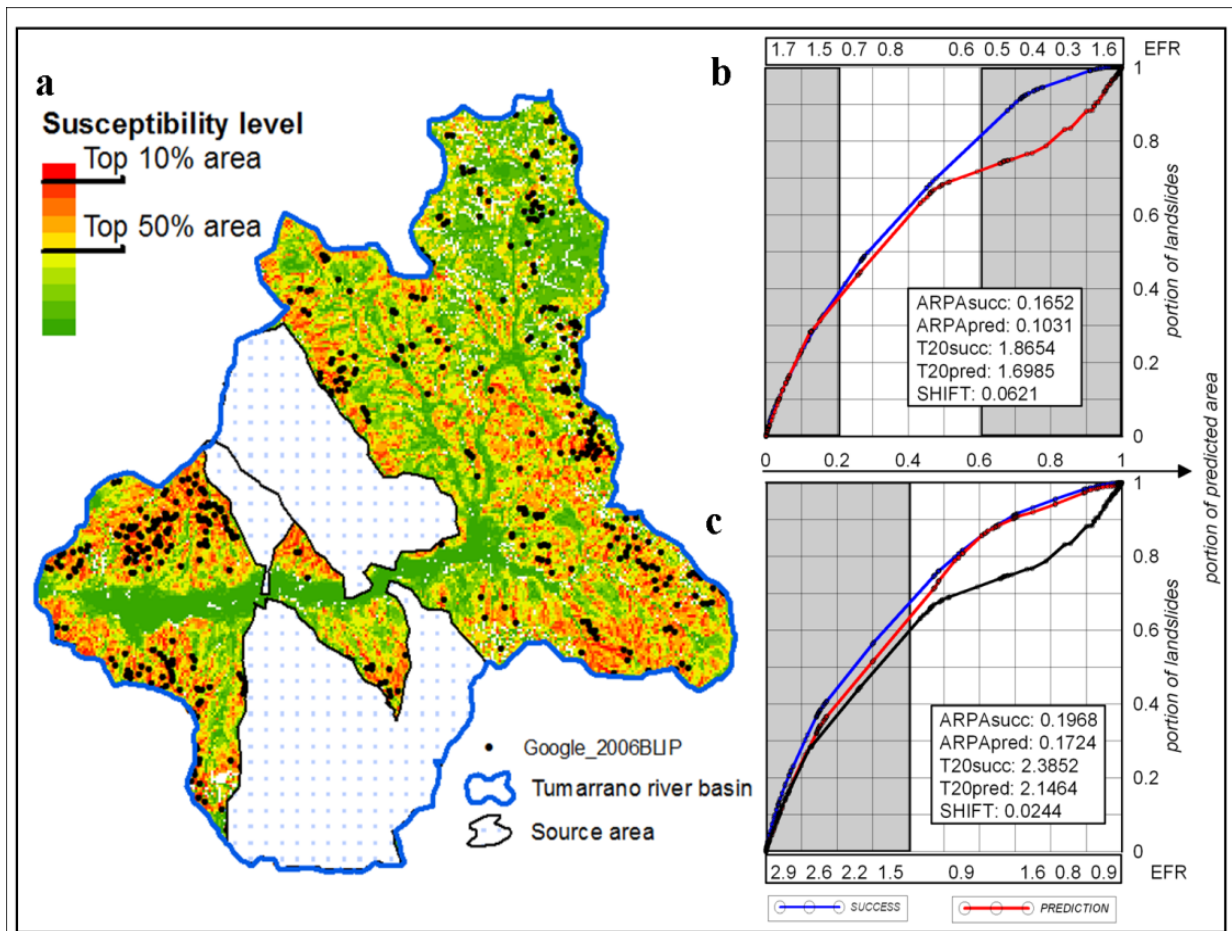 a
Susceptibility level
Top 10% area
Top 50% area
Google_2006BLIP
Tumarrano river basin
Source area
1.7 1.5 0.7 0.8 0.6 0.5 0.4 0.3 1.6 EFR
b
1
0.8
0.6
0.4
0.2
0
portion of landslides
ARPAsucc: 0.1652
ARPApred: 0.1031
T20succ: 1.8654
T20pred: 1.6985
SHIFT: 0.0621
0 0.2 0.4 0.6 0.8 1
portion of predicted area
c
1
0.8
0.6
0.4
0.2
0
portion of landslides
ARPAsucc: 0.1968
ARPApred: 0.1724
T20succ: 2.3852
T20pred: 2.1464
SHIFT: 0.0244
2.9 2.6 2.2 1.5 0.9 1.6 0.8 0.9 EFR
SUCCESS
PREDICTION